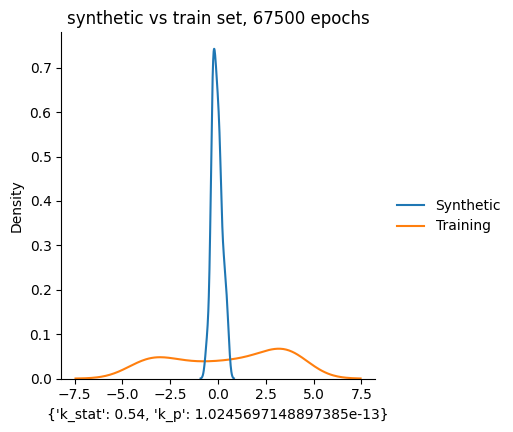 synthetic vs train set, 67500 epochs
0.7
0.6
0.5
0.4
0.3
0.2
0.1
0.0
Density
−7.5 −5.0 −2.5 0.0 2.5 5.0 7.5
{'k_stat': 0.54, 'k_p': 1.0245697148897385e-13}
Synthetic
Training